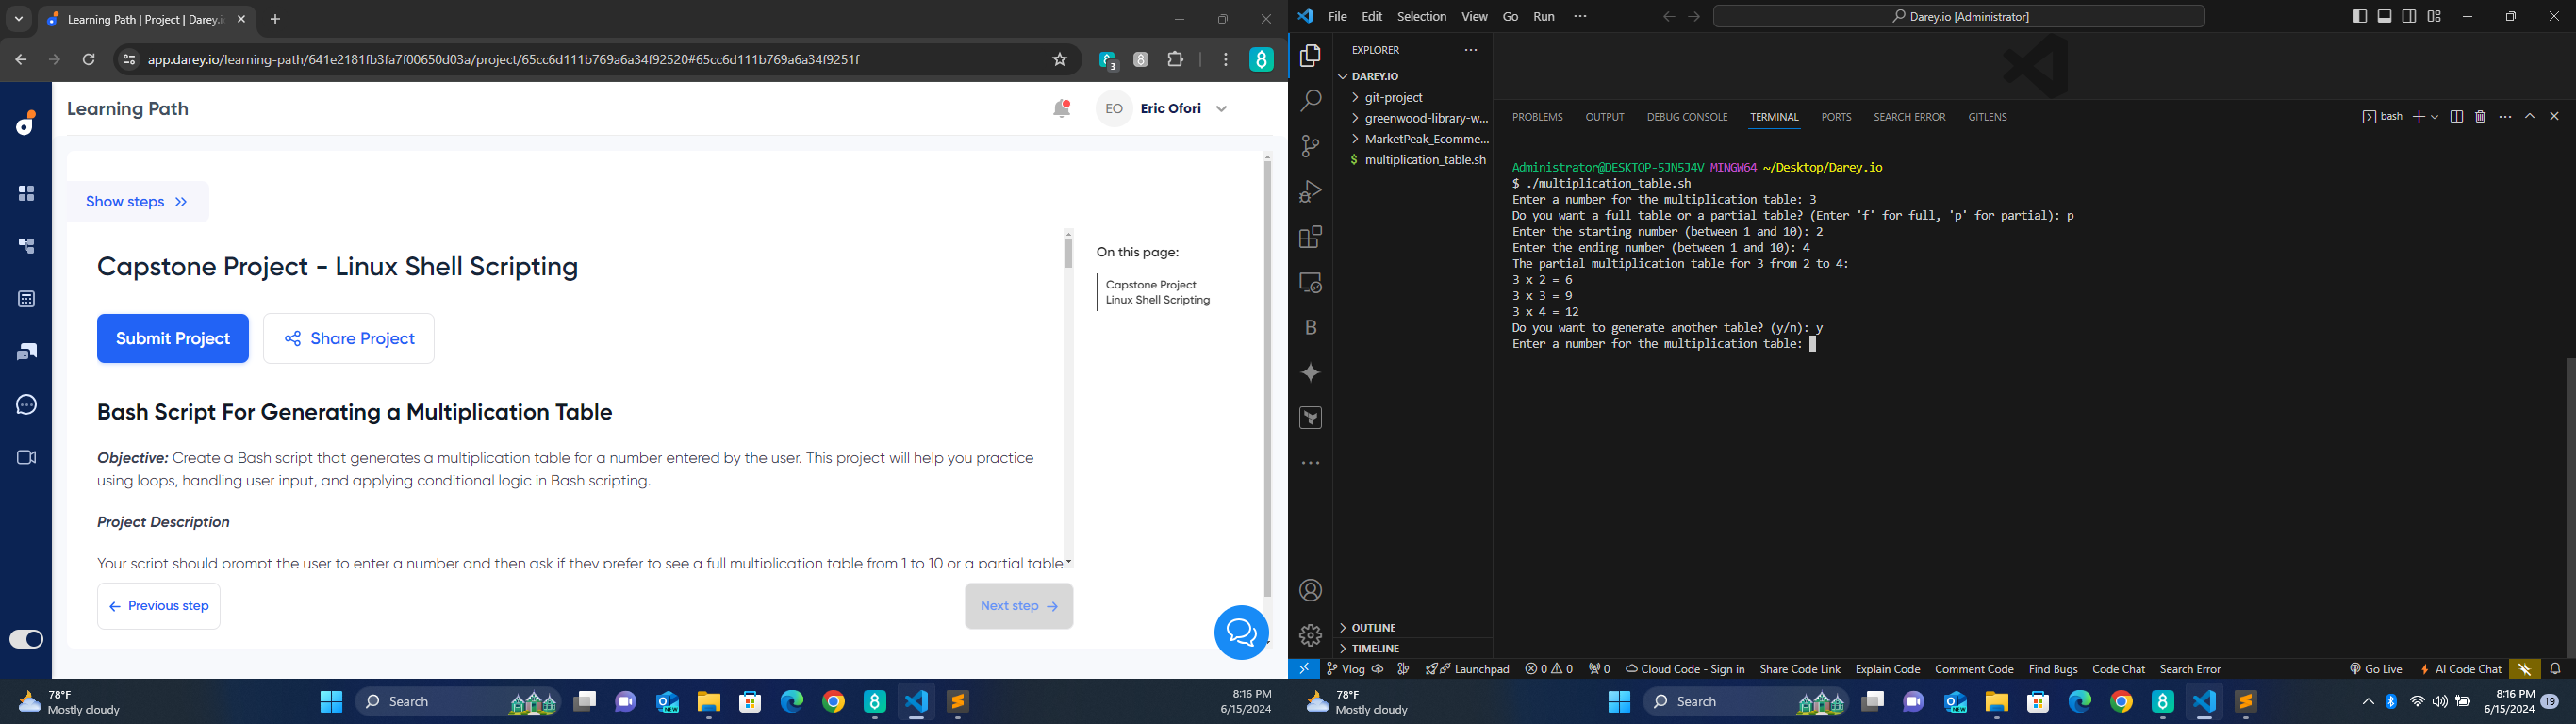 Learning Path | Project | Darey.i
app.darey.io/learning-path/641e2181fb3fa7f00650d03a/project/65cc6d111b769a6a34f92520#65cc6d111b769a6a34f9251f
3
8
8
Learning Path
EO
Eric Ofori
Show steps
Capstone Project - Linux Shell Scripting
Submit Project
Share Project
On this page:
Capstone Project
Linux Shell Scripting
Bash Script For Generating a Multiplication Table
Objective: Create a Bash script that generates a multiplication table for a number entered by the user. This project will help you practice
using loops, handling user input, and applying conditional logic in Bash scripting.
Project Description
Your script should prompt the user to enter a number and then ask if they prefer to see a full multiplication table from 1 to 10 or a partial table
Previous step
Next step
78°F
Mostly cloudy
Search
8:16 PM
6/15/2024
File Edit Selection View Go Run ···
Darey.io [Administrator]
EXPLORER
DAREY.IO
git-project
greenwood-library-w...
MarketPeak_Ecomme...
$ multiplication_table.sh
OUTLINE
TIMELINE
PROBLEMS OUTPUT DEBUG CONSOLE TERMINAL PORTS SEARCH ERROR GITLENS
bash
Administrator@DESKTOP-5JN5J4V MINGW64 ~/Desktop/Darey.io
$ ./multiplication_table.sh
Enter a number for the multiplication table: 3
Do you want a full table or a partial table? (Enter 'f' for full, 'p' for partial): p
Enter the starting number (between 1 and 10): 2
Enter the ending number (between 1 and 10): 4
The partial multiplication table for 3 from 2 to 4:
3 x 2 = 6
3 x 3 = 9
3 x 4 = 12
Do you want to generate another table? (y/n): y
Enter a number for the multiplication table:
Vlog Launchpad 0 0 0 Cloud Code - Sign in Share Code Link Explain Code Comment Code Find Bugs Code Chat Search Error Go Live AI Code Chat
78°F
Mostly cloudy
Search
8:16 PM
6/15/2024
19